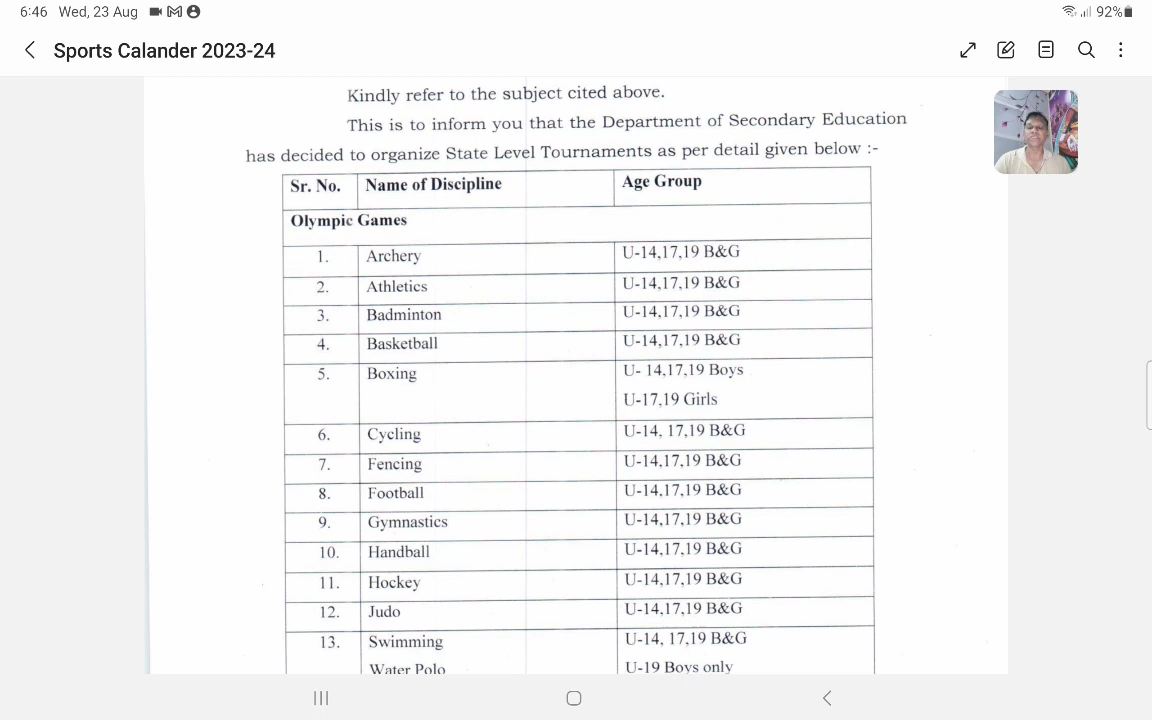 6:46 Wed, 23 Aug 92%
Sports Calander 2023-24
Kindly refer to the subject cited above.
This is to inform you that the Department of Secondary Education
has decided to organize State Level Tournaments as per detail given below :-
Sr. No. Name of Discipline Age Group
Olympic Games
1. Archery U-14,17,19 B&G
2. Athletics U-14,17,19 B&G
3. Badminton U-14,17,19 B&G
4. Basketball U-14,17,19 B&G
5. Boxing U- 14,17,19 Boys
U-17,19 Girls
6. Cycling U-14, 17,19 B&G
7. Fencing U-14,17,19 B&G
8. Football U-14,17,19 B&G
9. Gymnastics U-14,17,19 B&G
10. Handball U-14,17,19 B&G
11. Hockey U-14,17,19 B&G
12. Judo U-14,17,19 B&G
13. Swimming U-14, 17,19 B&G
Water Polo U-19 Boys only